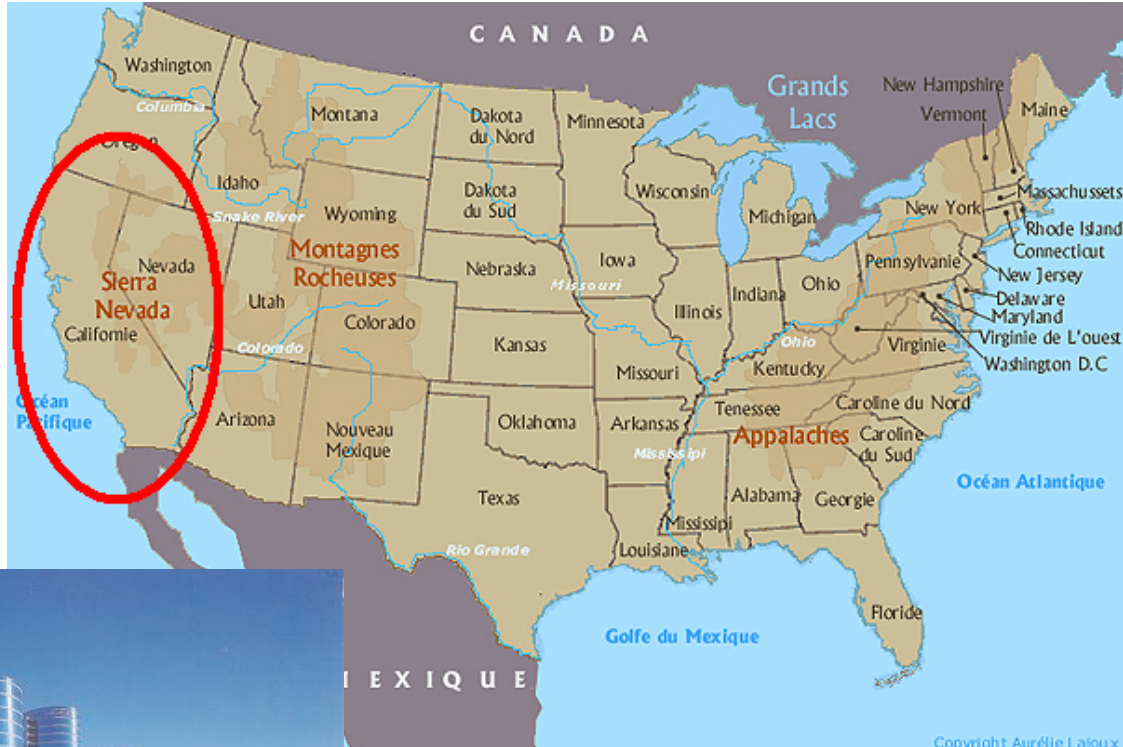 CANADA
Washington
Columbia
Oregon
Montana
Idaho
Snake River
Wyoming
Montagnes
Rocheuses
Dakota
du Nord
Dakota
du Sud
Minnesota
Wisconsin
Michigan
Grands
Lacs
New Hampshire
Vermont
Maine
Massachussets
New York
Rhode Island
Connecticut
Pennsylvanie
New Jersey
Delaware
Maryland
Virginie de L'ouest
Washington D.C
Virginie
Nebraska
Iowa
Missouri
Illinois
Indiana
Ohio
Ohio
Kentucky
Sierra
Nevada
Nevada
Californie
Utah
Colorado
Colorado
Kansas
Missouri
Océan
Pacifique
Arizona
Nouveau
Mexique
Oklahoma
Arkansas
Tenessee
Caroline du Nord
Appalaches
Caroline
du Sud
Mississipi
Texas
Louisiane
Mississipi
Alabama
Georgie
Océan Atlantique
Rio Grande
Floride
Golfe du Mexique
MEXIQUE
Copyright Aurélie Lajoux